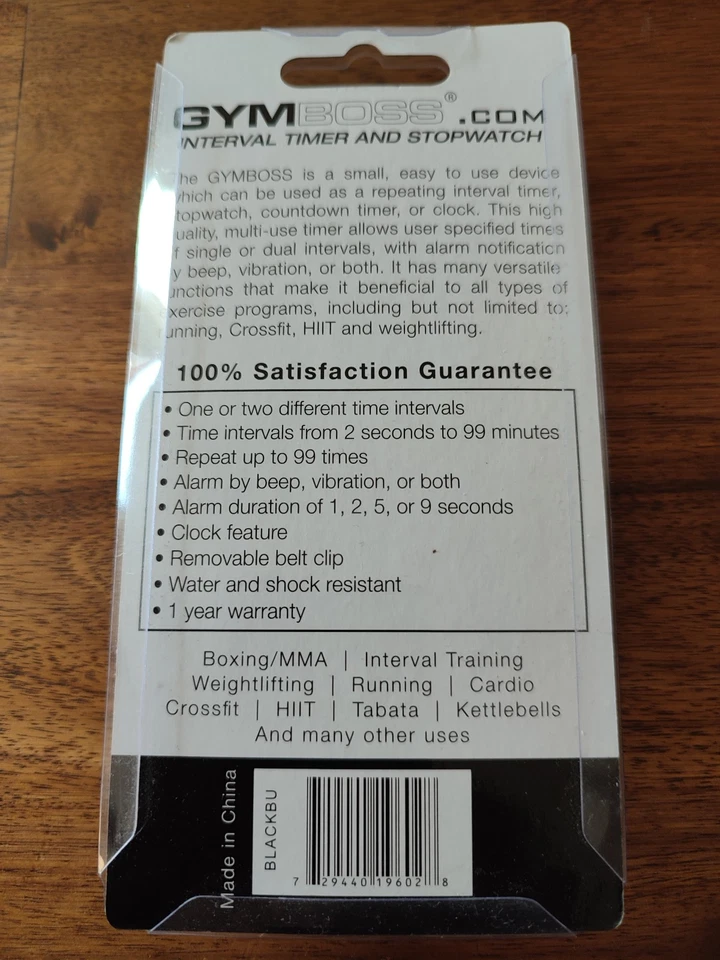 GYMBOSS® .COM
INTERVAL TIMER AND STOPWATCH
he GYMBOSS is a small, easy to use device
hich can be used as a repeating interval timer,
topwatch, countdown timer, or clock. This high
uality, multi-use timer allows user specified times
f single or dual intervals, with alarm notification
y beep, vibration, or both. It has many versatile
unctions that make it beneficial to all types of
xercise programs, including but not limited to:
unning, Crossfit, HIIT and weightlifting.
100% Satisfaction Guarantee
• One or two different time intervals
• Time intervals from 2 seconds to 99 minutes
• Repeat up to 99 times
• Alarm by beep, vibration, or both
• Alarm duration of 1, 2, 5, or 9 seconds
• Clock feature
• Removable belt clip
• Water and shock resistant
• 1 year warranty
Boxing/MMA | Interval Training
Weightlifting | Running | Cardio
Crossfit | HIIT | Tabata | Kettlebells
And many other uses
Made in China
BLACKBU
7 29440 19602 8